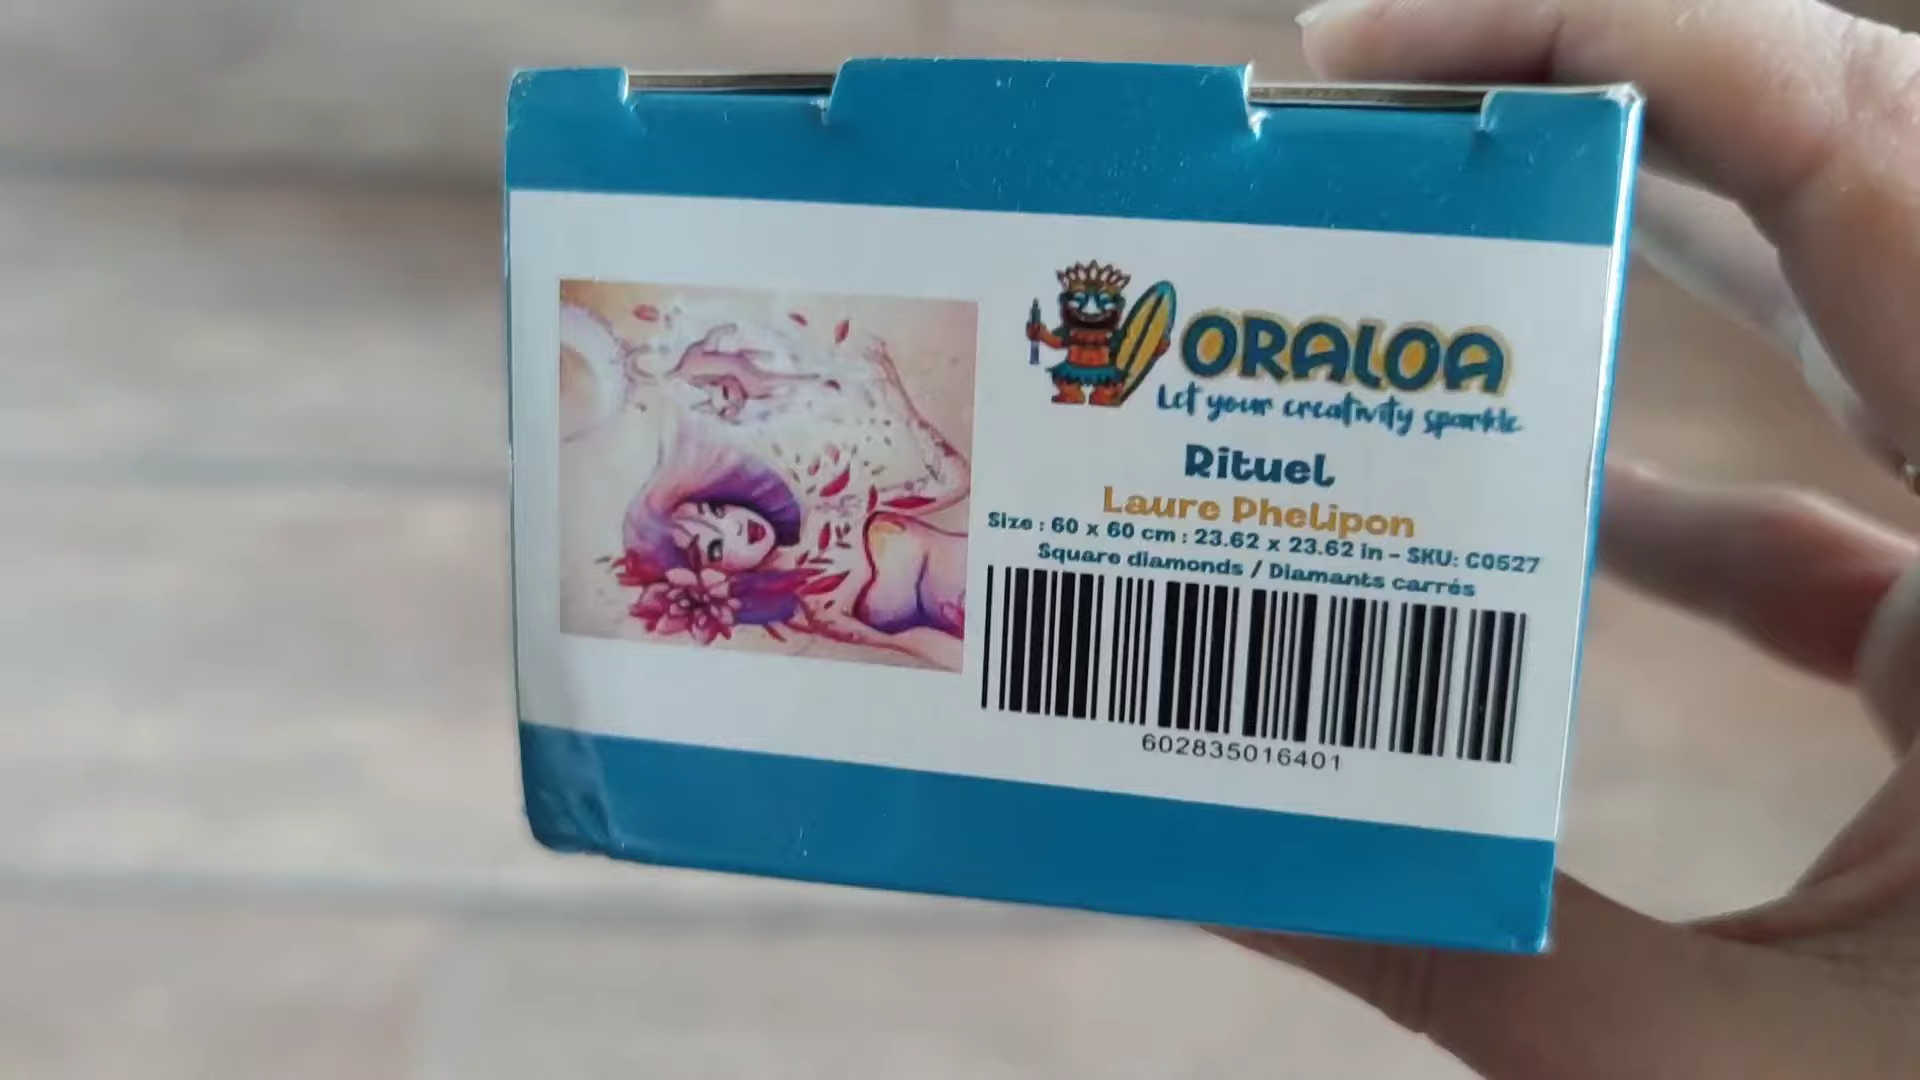 ORALOA
Let your creativity sparkle
Rituel
Laure Phelipon
Size : 60 x 60 cm : 23.62 x 23.62 in - SKU: C0527
Square diamonds / Diamants carrés
602835016401